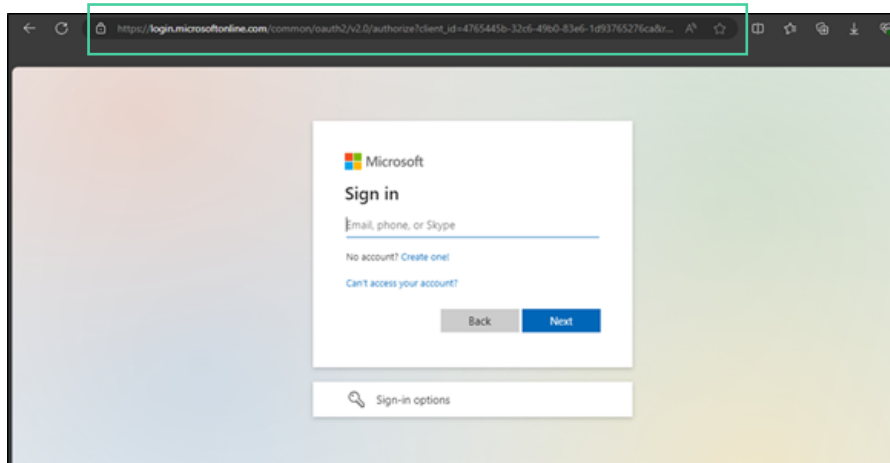 https://login.microsoftonline.com/common/oauth2/v2.0/authorize?client_id=4765445b-32c6-49b0-83e6-1d93765276ca&r...
Microsoft
Sign in
Email, phone, or Skype
No account? Create one!
Can't access your account?
Back Next
Sign-in options